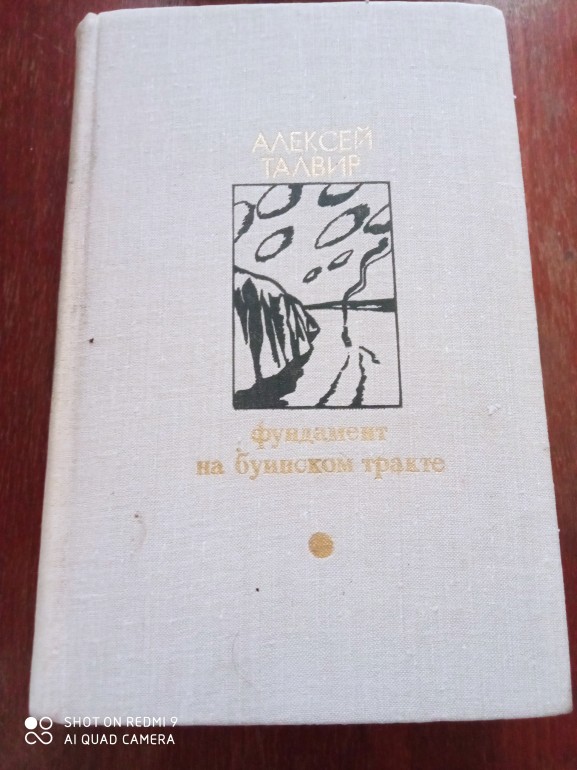 АЛЕКСЕЙ
ТАЛВИР
фундамент
на буинском тракте
SHOT ON REDMI 9
AI QUAD CAMERA